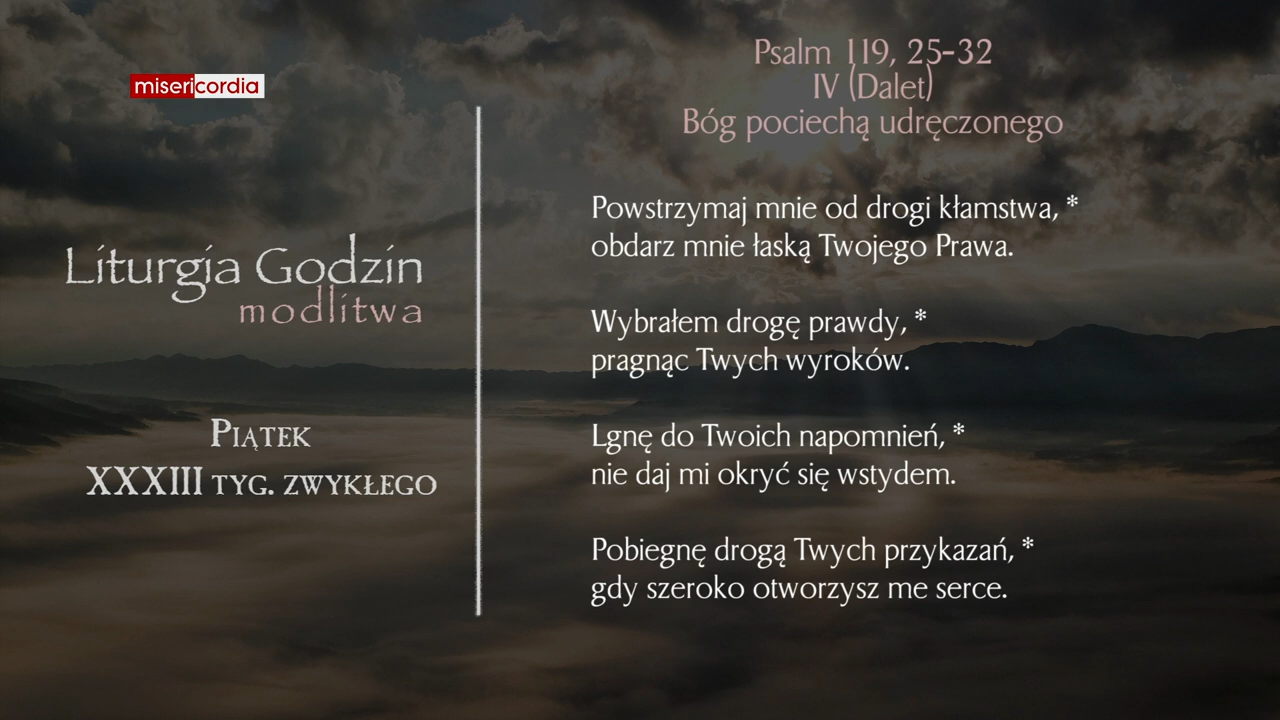 misericordia
Liturgia Godzin
modlitwa
Piątek
XXXIII tyg. zwykłego
Psalm 119, 25-32
IV (Dalet)
Bóg pociechą udręczonego
Powstrzymaj mnie od drogi kłamstwa, *
obdarz mnie łaską Twojego Prawa.
Wybrałem drogę prawdy, *
pragnąc Twych wyroków.
Lgnę do Twoich napomnień, *
nie daj mi okryć się wstydem.
Pobiegnę drogą Twych przykazań, *
gdy szeroko otworzysz me serce.